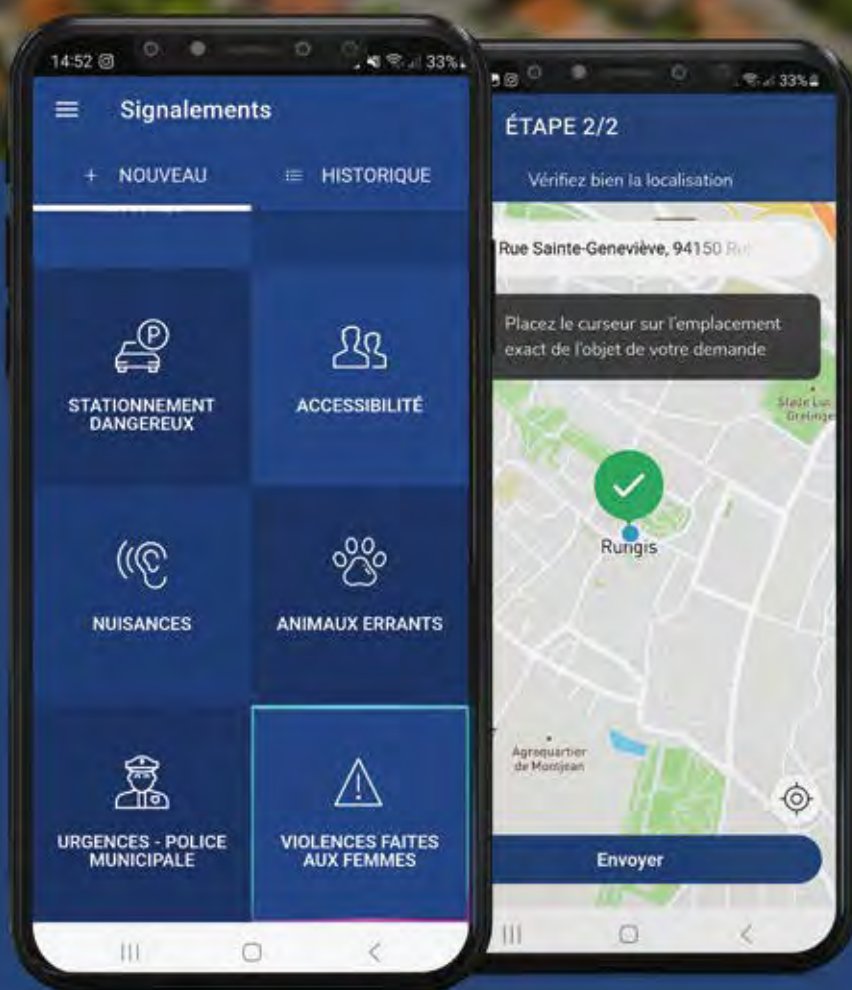 14:52
33%
Signalements
+ NOUVEAU
HISTORIQUE
P
STATIONNEMENT
DANGEREUX
ACCESSIBILITÉ
NUISANCES
ANIMAUX ERRANTS
URGENCES - POLICE
MUNICIPALE
VIOLENCES FAITES
AUX FEMMES
33%
ÉTAPE 2/2
Vérifiez bien la localisation
Rue Sainte-Geneviève, 94150
Placez le curseur sur l'emplacement
exact de l'objet de votre demande
Stade
Rungis
Agroquartier
de Montjean
Envoyer